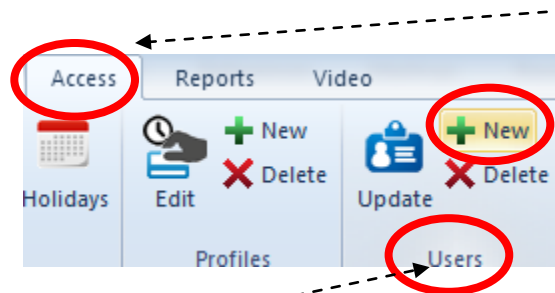 Access Reports Video
New New
Delete Delete
Holidays Edit Update
Profiles Users